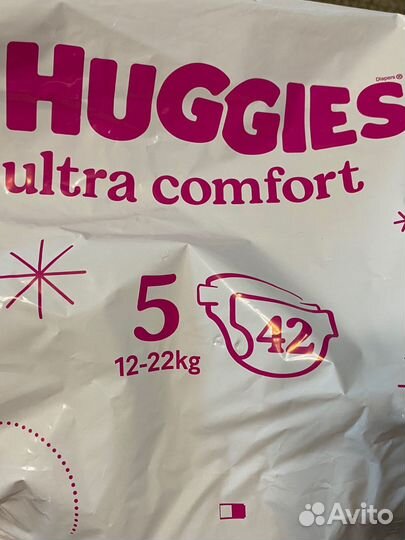 Diapers®
HUGGIES
ultra comfort
5
42
12-22kg
Avito